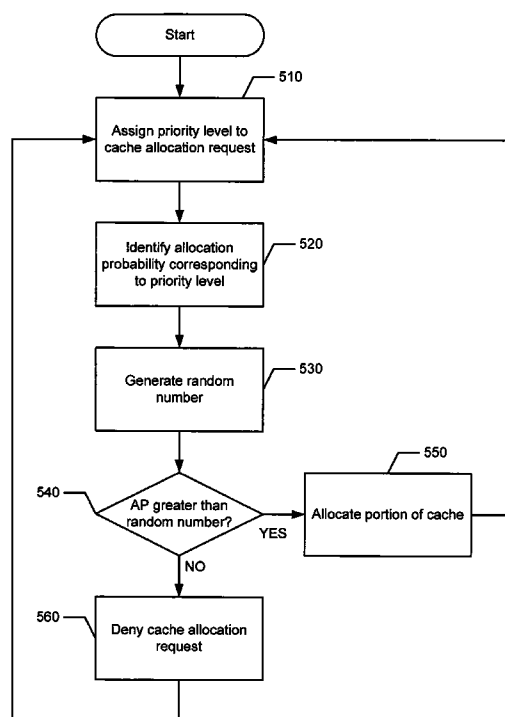 Start
510
Assign priority level to
cache allocation request
520
Identify allocation
probability corresponding
to priority level
530
Generate random
number
540
AP greater than
random number?
YES
550
Allocate portion of cache
NO
560
Deny cache allocation
request